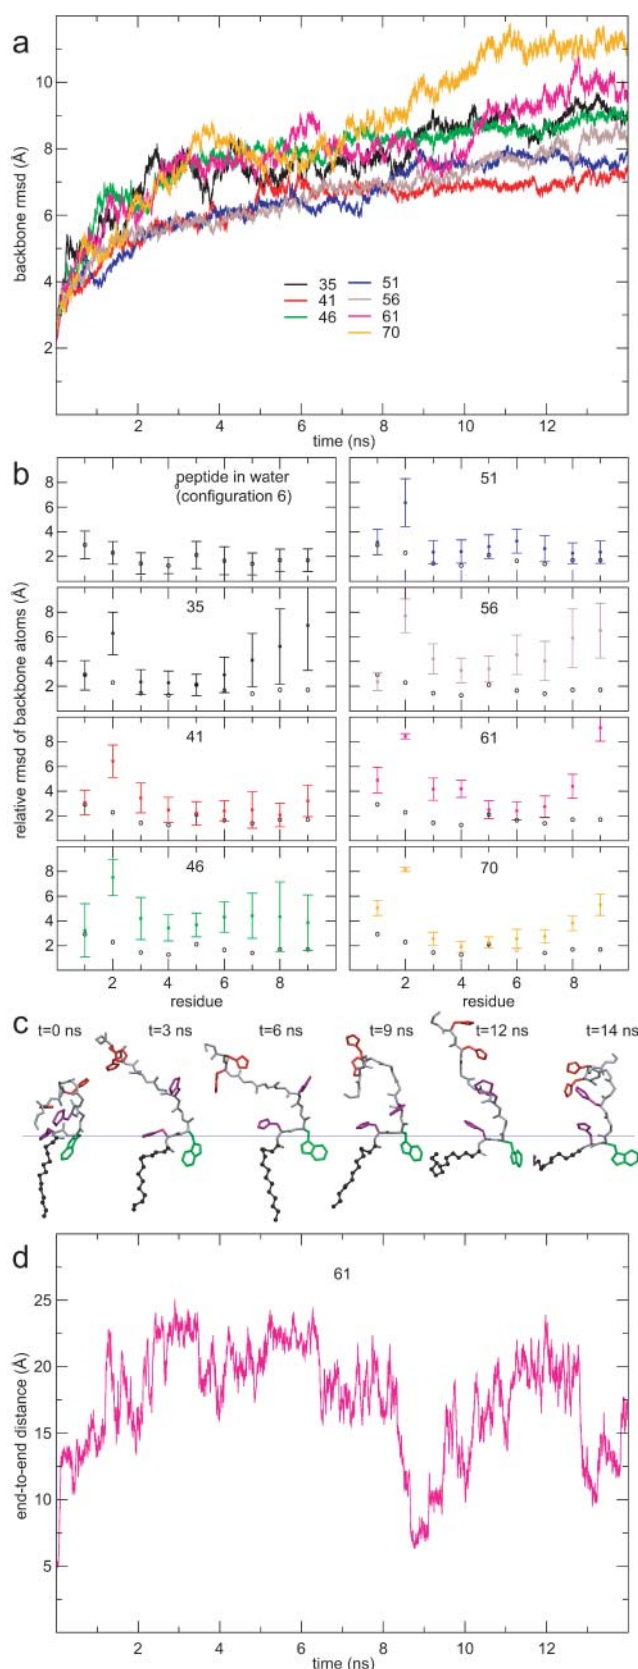 a
backbone rmsd (Å)
10
8
6
4
2
35
41
46
51
56
61
70
2 4 6 8 10 12
time (ns)
b
relative rmsd of backbone atoms (Å)
peptide in water
(configuration 6)
51
8
6
4
2
35
56
8
6
4
2
41
61
8
6
4
2
46
70
8
6
4
2
2 4 6 8
2 4 6 8
residue
residue
c
t=0 ns t=3 ns t=6 ns t=9 ns t=12 ns t=14 ns
d
61
end-to-end distance (Å)
25
20
15
10
5
2 4 6 8 10 12
time (ns)